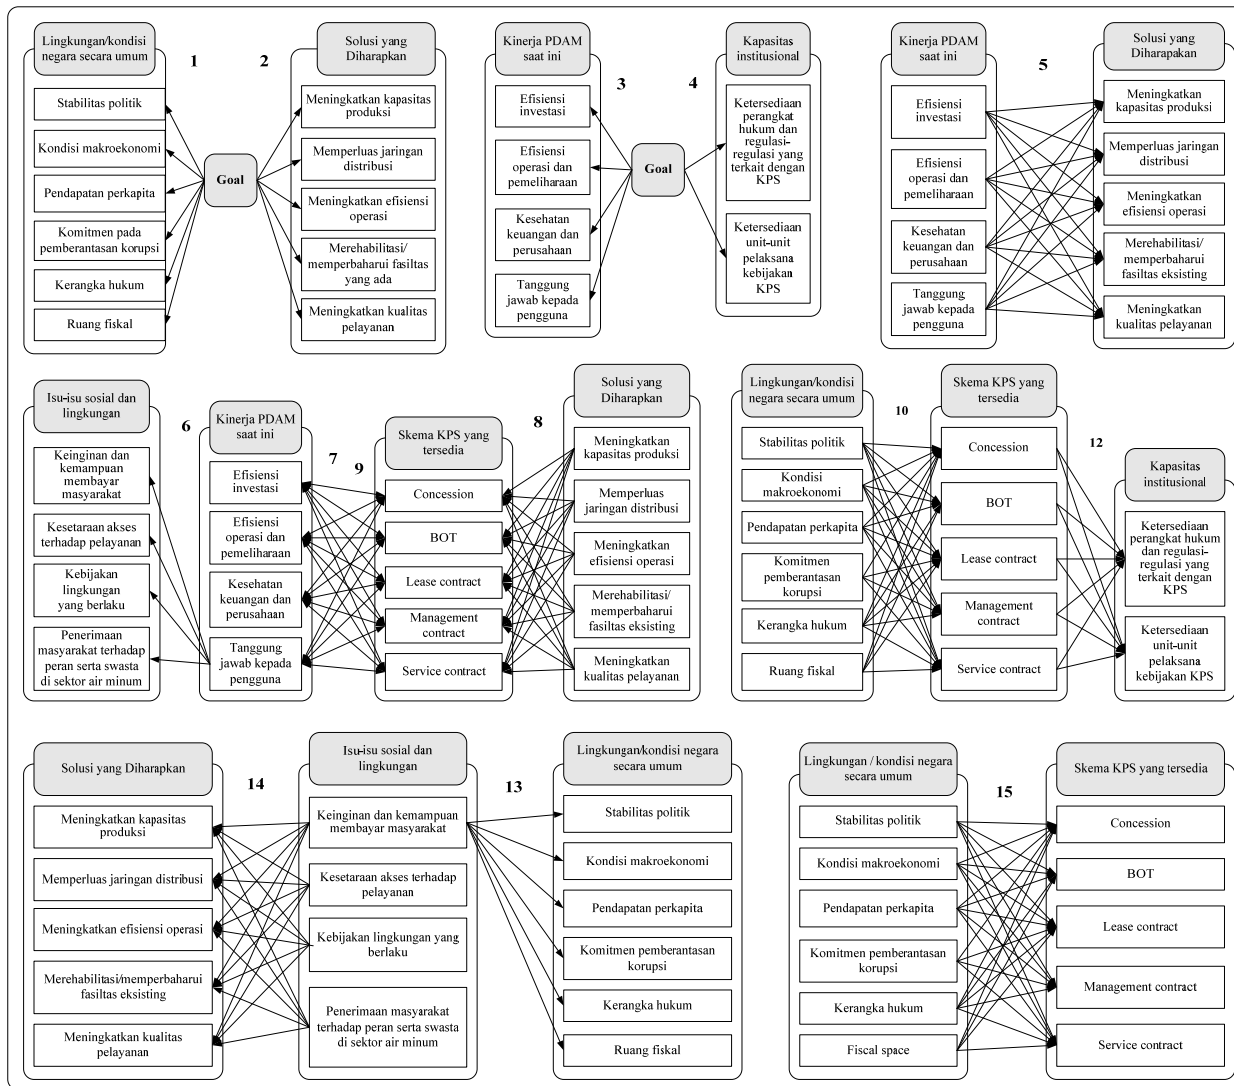 Lingkungan/kondisi
negara secara umum
1
Stabilitas politik
Kondisi makroekonomi
Pendapatan perkapita
Komitmen pada
pemberantasan korupsi
Kerangka hukum
Ruang fiskal
Goal
2
Solusi yang
Diharapkan
Meningkatkan kapasitas
produksi
Memperluas jaringan
distribusi
Meningkatkan efisiensi
operasi
Merehabilitasi/
memperbaharui fasiltas
yang ada
Meningkatkan kualitas
pelayanan
Kinerja PDAM
saat ini
3
Efisiensi
investasi
Efisiensi
operasi dan
pemeliharaan
Kesehatan
keuangan dan
perusahaan
Tanggung
jawab kepada
pengguna
Goal
4
Kapasitas
institusional
Ketersediaan
perangkat
hukum dan
regulasi-
regulasi yang
terkait dengan
KPS
Ketersediaan
unit-unit
pelaksana
kebijakan
KPS
Kinerja PDAM
saat ini
5
Efisiensi
investasi
Efisiensi
operasi dan
pemeliharaan
Kesehatan
keuangan dan
perusahaan
Tanggung
jawab kepada
pengguna
Solusi yang
Diharapakan
Meningkatkan
kapasitas produksi
Memperluas jaringan
distribusi
Meningkatkan
efisiensi operasi
Merehabilitasi/
memperbaharui
fasiltas eksisting
Meningkatkan
kualitas pelayanan
Isu-isu sosial dan
lingkungan
6
Keinginan dan
kemampuan
membayar
masyarakat
Kesetaraan akses
terhadap pelayanan
Kebijakan
lingkungan
yang berlaku
Penerimaan
masyarakat terhadap
peran serta swasta
di sektor air minum
Kinerja PDAM
saat ini
7
Efisiensi
investasi
Efisiensi
operasi dan
pemeliharaan
Kesehatan
keuangan dan
perusahaan
Tanggung
jawab kepada
pengguna
9
Skema KPS yang
tersedia
Concession
BOT
Lease contract
Management
contract
Service contract
8
Solusi yang
Diharapkan
Meningkatkan
kapasitas produksi
Memperluas
jaringan distribusi
Meningkatkan
efisiensi operasi
Merehabilitasi/
memperbaharui
fasiltas eksisting
Meningkatkan
kualitas pelayanan
Lingkungan/kondisi
negara secara umum
10
Stabilitas politik
Kondisi
makroekonomi
Pendapatan perkapita
Komitmen
pemberantasan
korupsi
Kerangka hukum
Ruang fiskal
Skema KPS yang
tersedia
Concession
BOT
Lease contract
Management
contract
Service contract
12
Kapasitas
institusional
Ketersediaan
perangkat hukum
dan regulasi-
regulasi yang
terkait dengan
KPS
Ketersediaan
unit-unit
pelaksana
kebijakan KPS
Solusi yang Diharapkan
14
Meningkatkan kapasitas
produksi
Memperluas jaringan distribusi
Meningkatkan efisiensi operasi
Merehabilitasi/memperbaharui
fasiltas eksisting
Meningkatkan kualitas
pelayanan
Isu-isu sosial dan
lingkungan
Keinginan dan kemampuan
membayar masyarakat
Kesetaraan akses terhadap
pelayanan
Kebijakan lingkungan yang
berlaku
Penerimaan masyarakat
terhadap peran serta swasta
di sektor air minum
13
Lingkungan/kondisi negara
secara umum
Stabilitas politik
Kondisi makroekonomi
Pendapatan perkapita
Komitmen pemberantasan
korupsi
Kerangka hukum
Ruang fiskal
Lingkungan / kondisi negara
secara umum
15
Stabilitas politik
Kondisi makroekonomi
Pendapatan perkapita
Komitmen pemberantasan
korupsi
Kerangka hukum
Fiscal space
Skema KPS yang tersedia
Concession
BOT
Lease contract
Management contract
Service contract